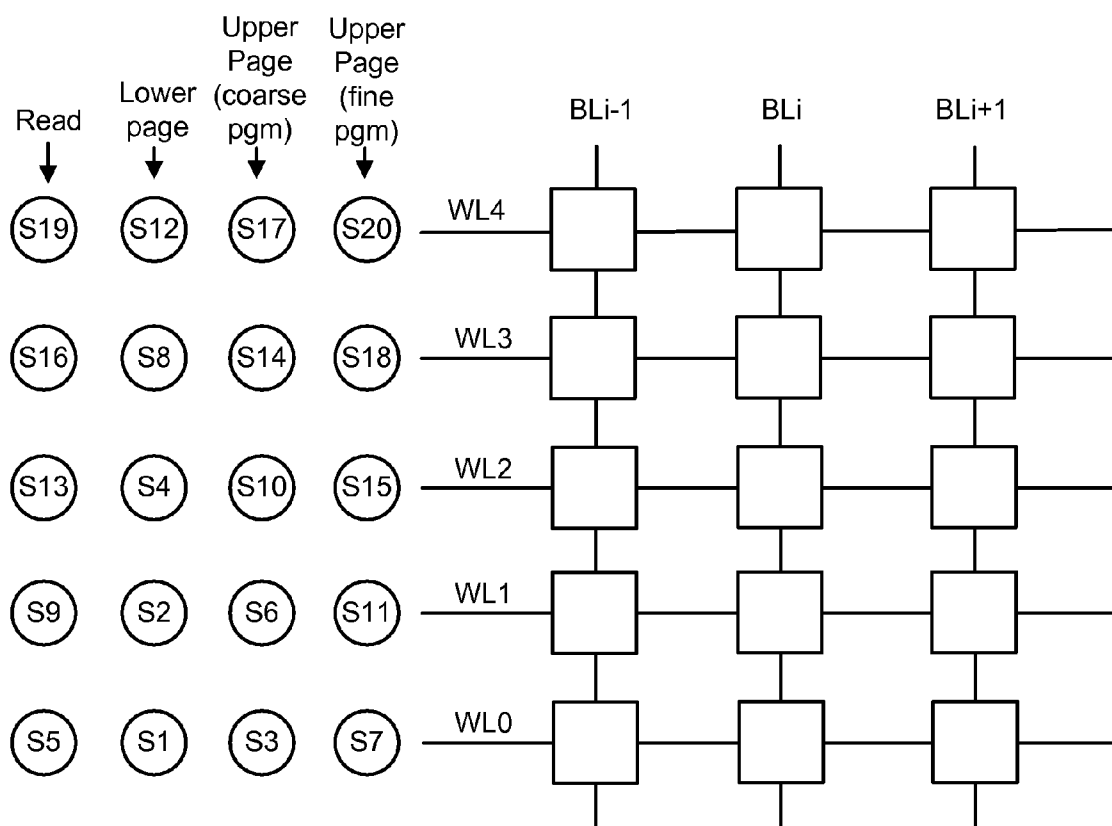 Read
Lower
page
Upper
Page
(coarse
pgm)
Upper
Page
(fine
pgm)
BLi-1
BLi
BLi+1
S19 S12 S17 S20 WL4
S16 S8 S14 S18 WL3
S13 S4 S10 S15 WL2
S9 S2 S6 S11 WL1
S5 S1 S3 S7 WL0